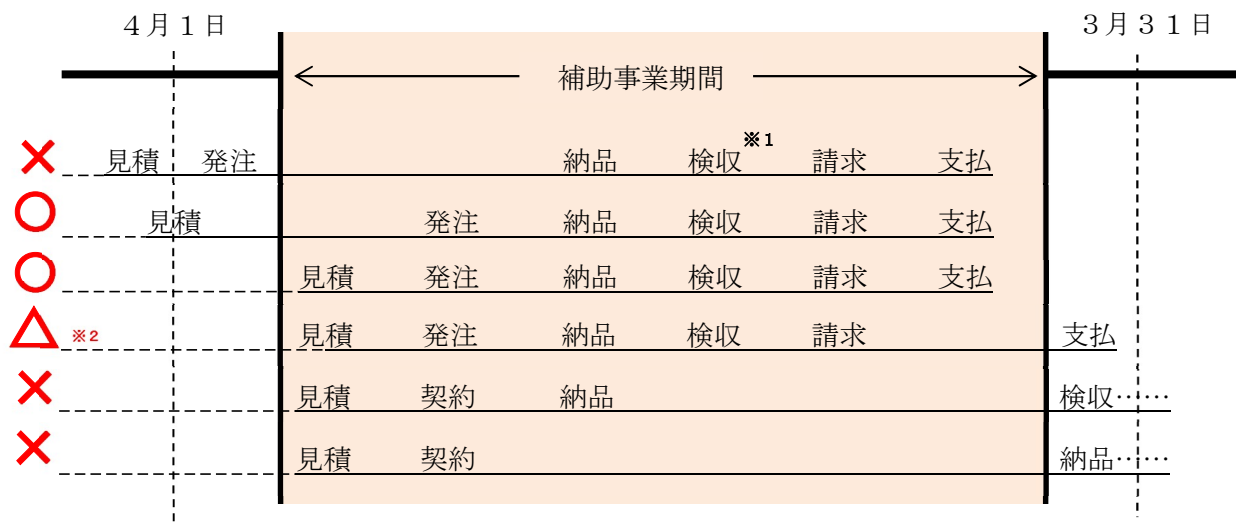 4月1日
3月31日
補助事業期間
※1
見積 発注 納品 検収 請求 支払
見積 発注 納品 検収 請求 支払
見積 発注 納品 検収 請求 支払
※2 見積 発注 納品 検収 請求 支払
見積 契約 納品 検収……
見積 契約 納品……